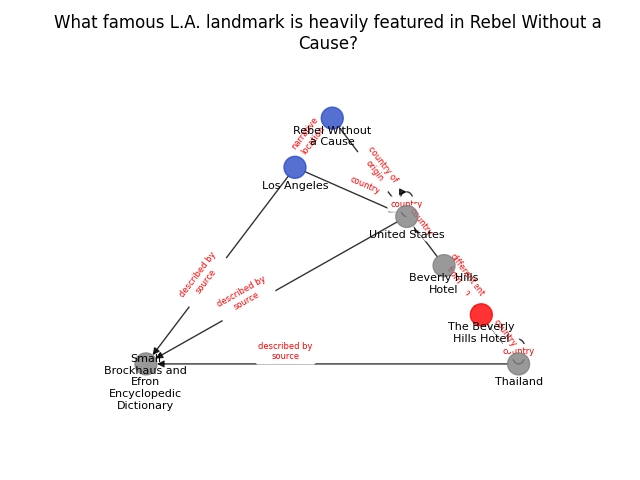 What famous L.A. landmark is heavily featured in Rebel Without a
Cause?
Rebel Without
a Cause
narrative
location
country of
origin
Los Angeles
country
country
United States
country
described by
source
described by
source
Beverly Hills
Hotel
The Beverly
Hills Hotel
country
country
described by
source
Thailand
Small
Brockhaus and
Efron
Encyclopedic
Dictionary